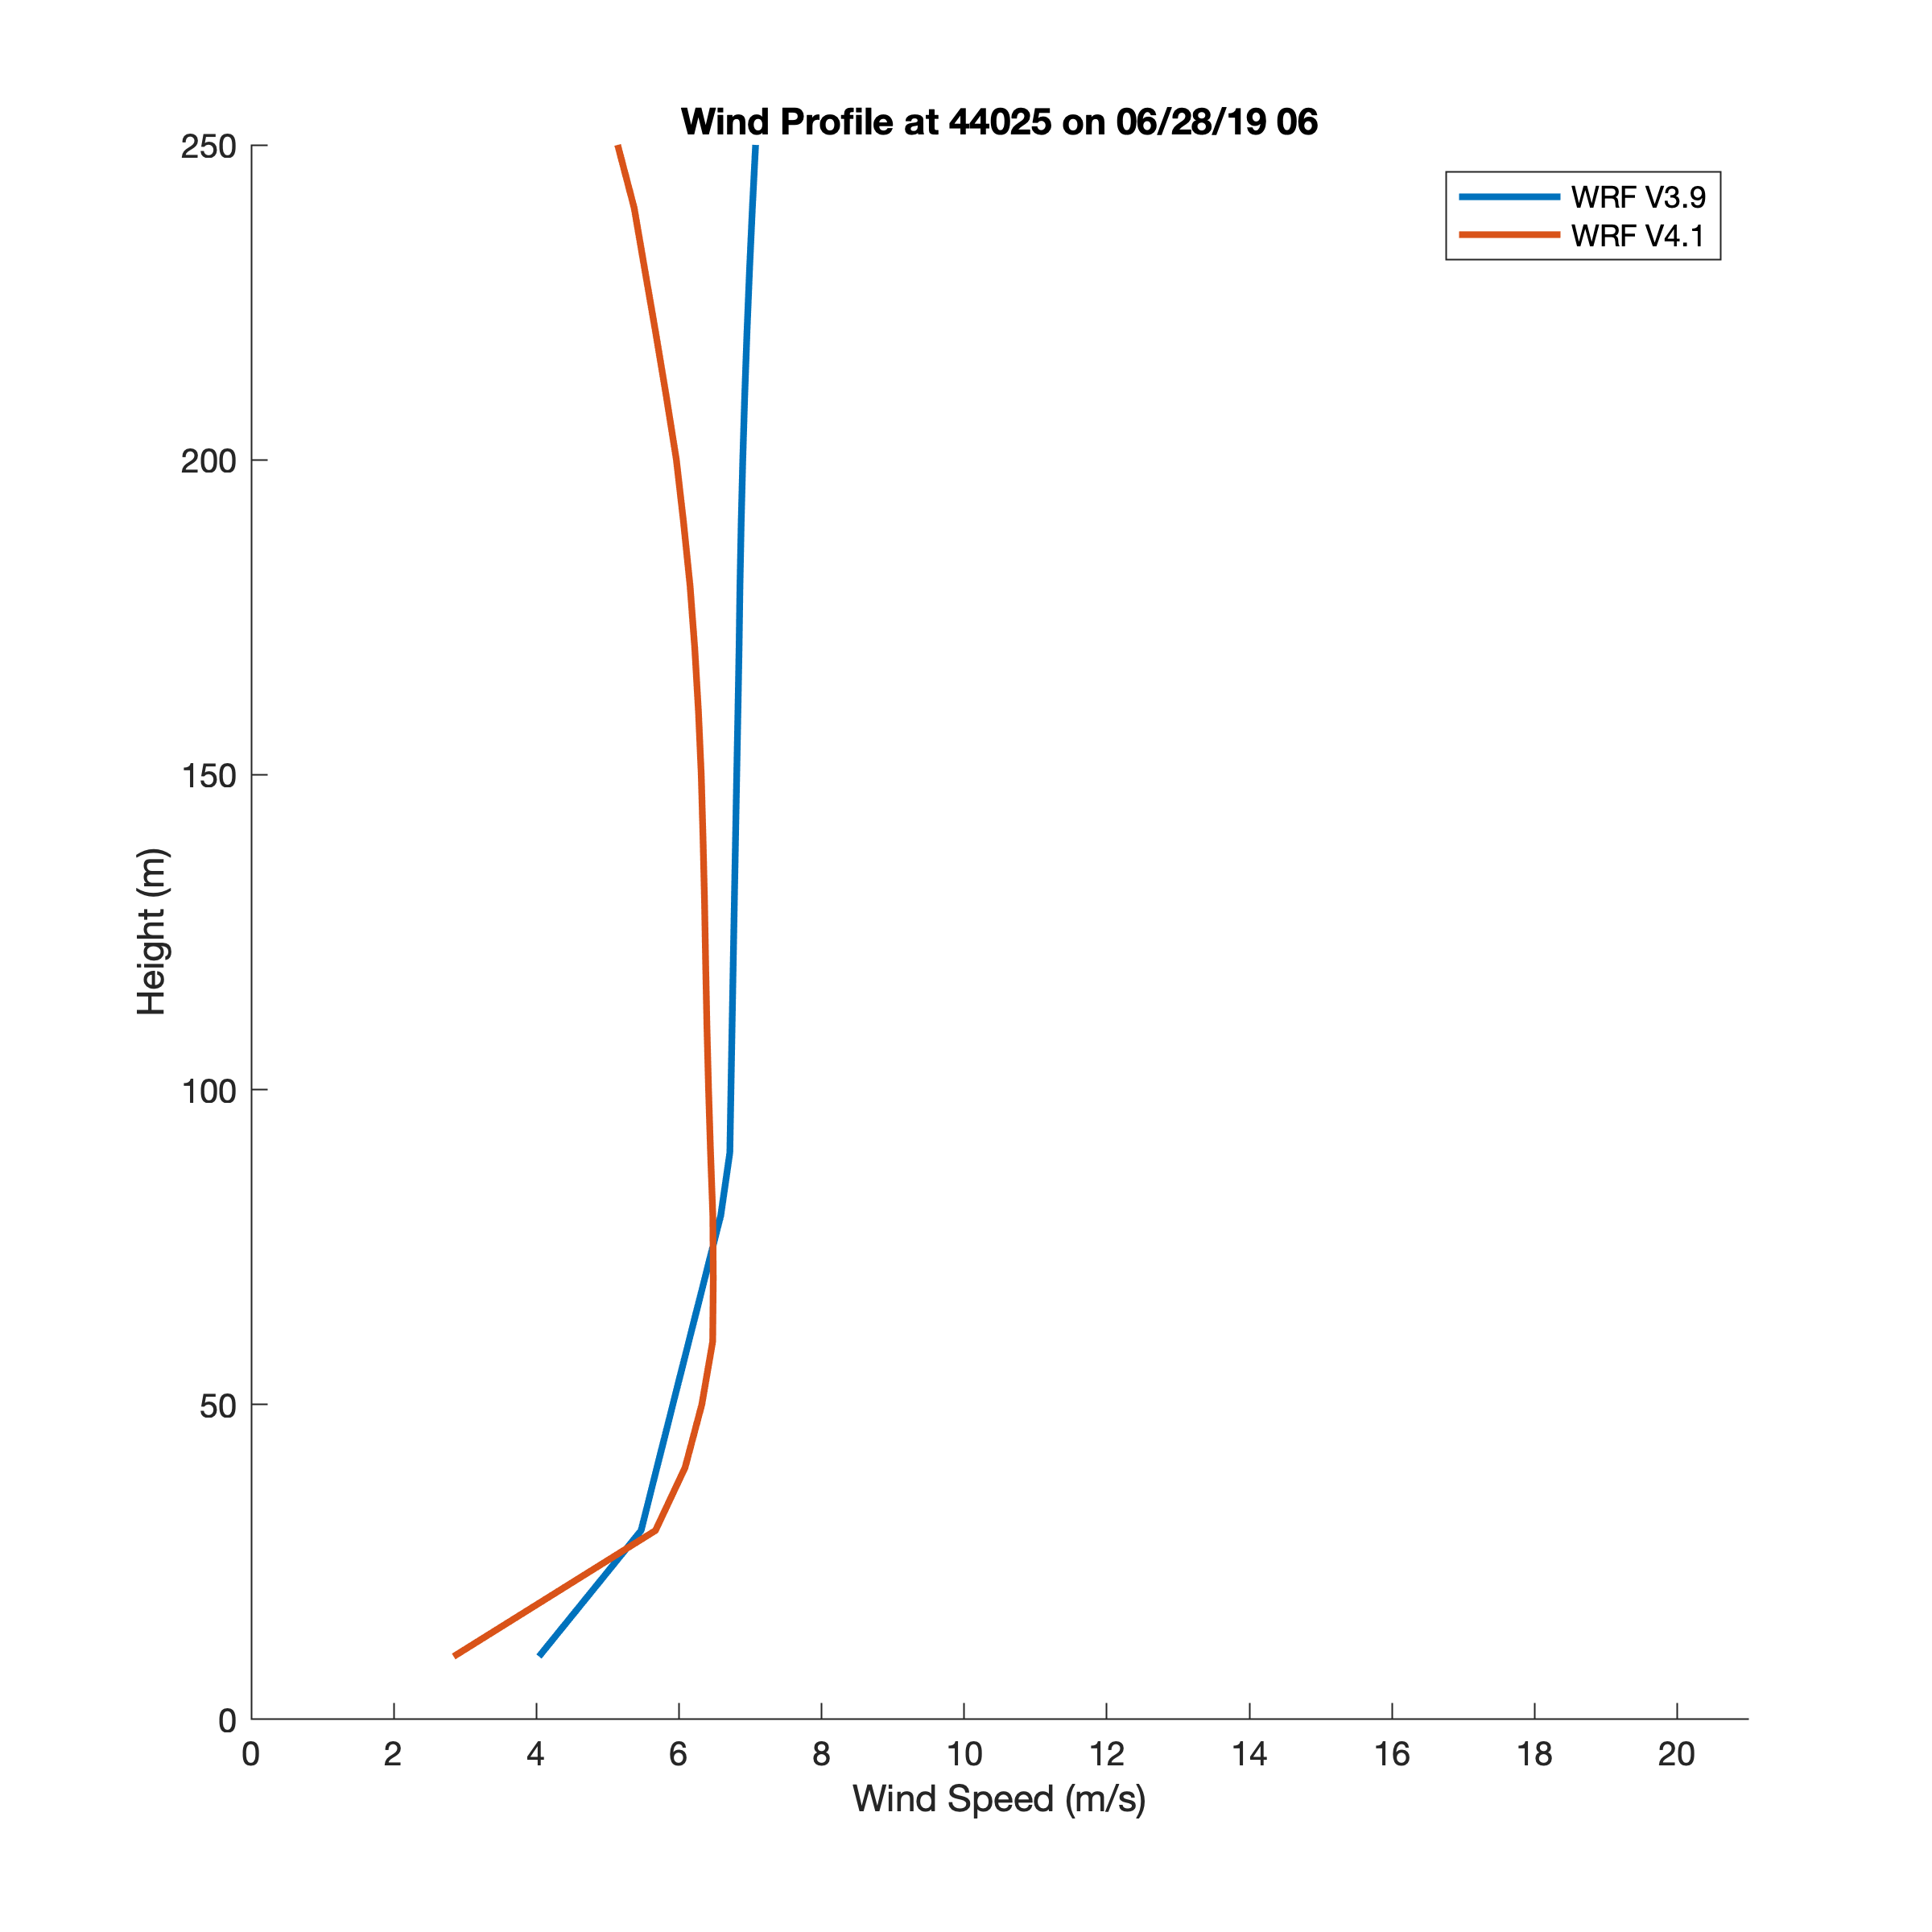 Wind Profile at 44025 on 06/28/19 06
WRF V3.9
WRF V4.1
250
200
150
100
50
0
Height (m)
0 2 4 6 8 10 12 14 16 18 20
Wind Speed (m/s)